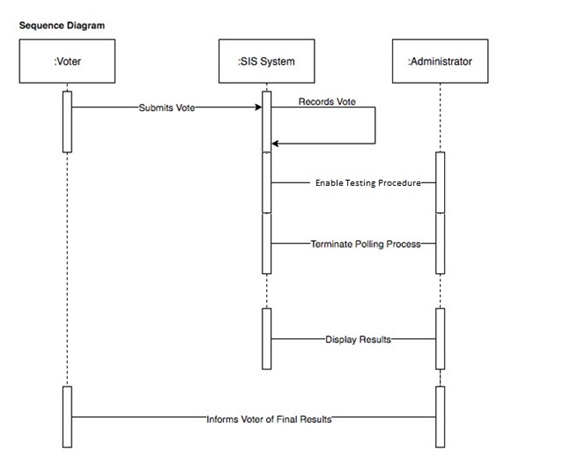 Sequence Diagram
:Voter
:SIS System
:Administrator
Submits Vote
Records Vote
Enable Testing Procedure
Terminate Polling Process
Display Results
Informs Voter of Final Results